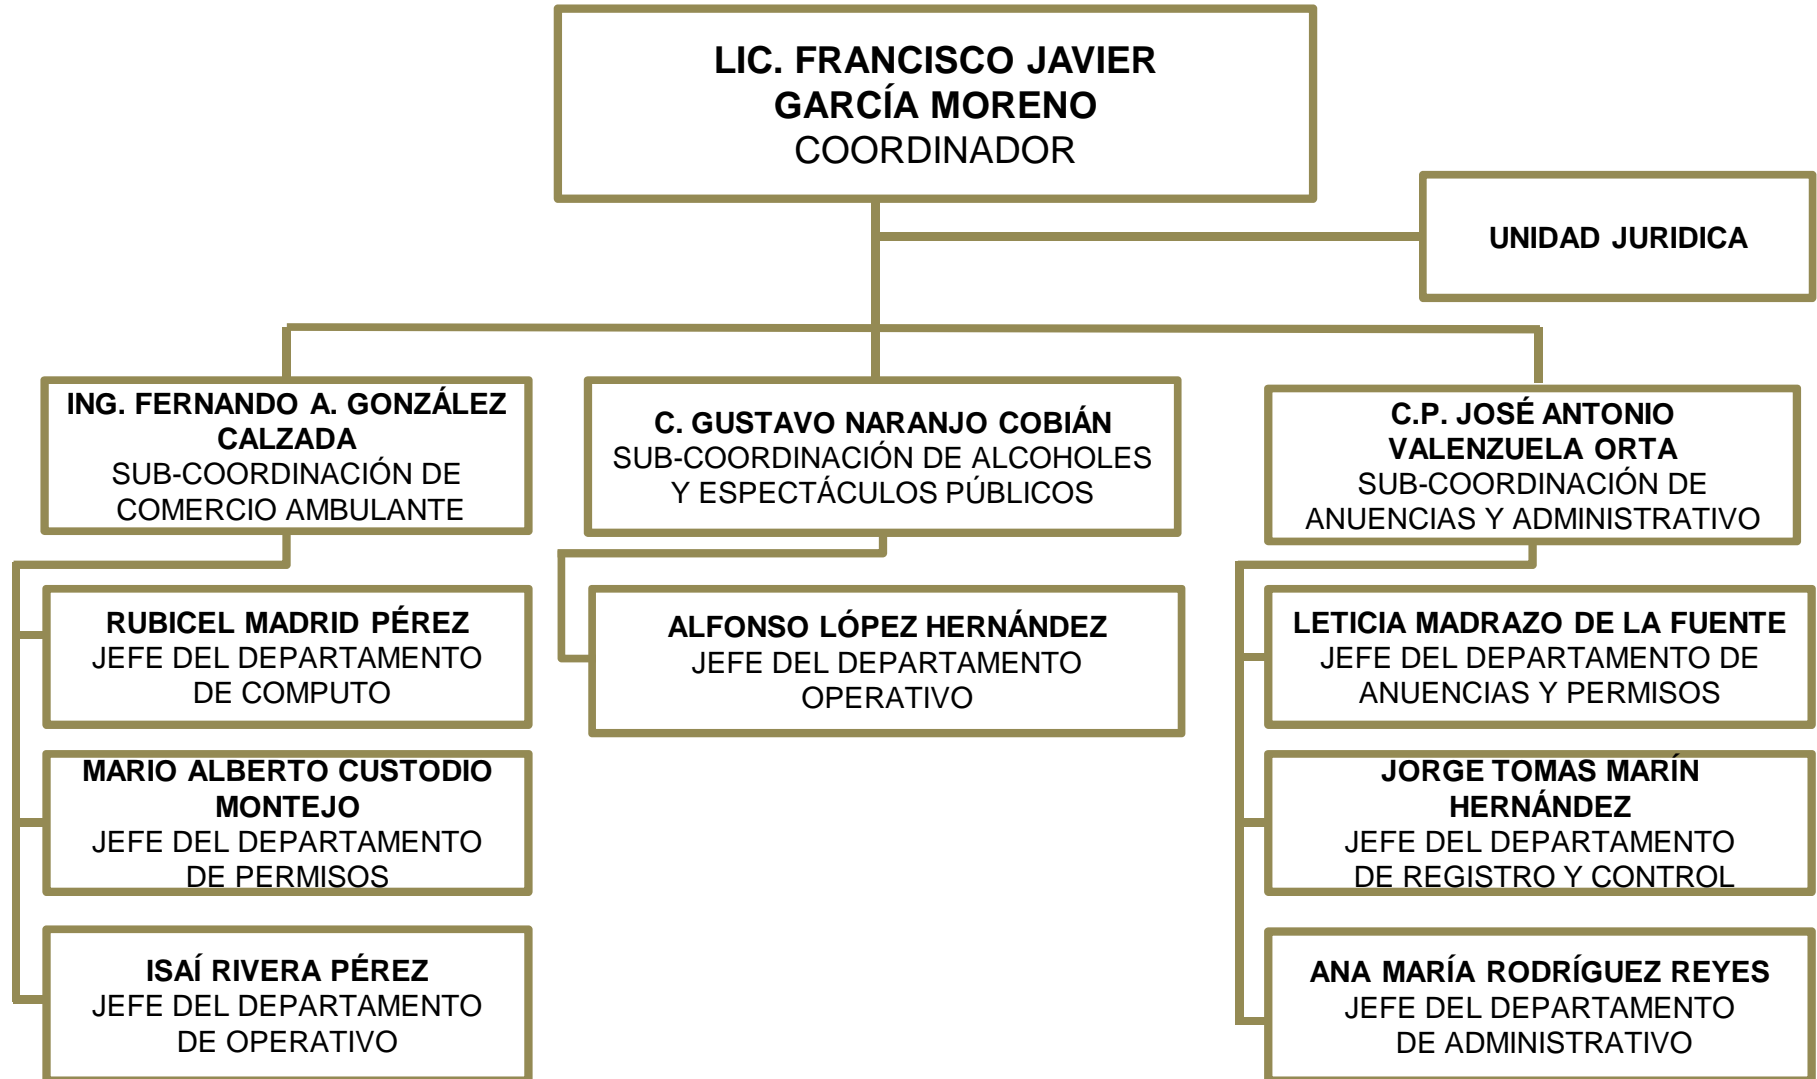 LIC. FRANCISCO JAVIER
GARCÍA MORENO
COORDINADOR
UNIDAD JURIDICA
ING. FERNANDO A. GONZÁLEZ
CALZADA
SUB-COORDINACIÓN DE
COMERCIO AMBULANTE
C. GUSTAVO NARANJO COBIÁN
SUB-COORDINACIÓN DE ALCOHOLES
Y ESPECTÁCULOS PÚBLICOS
C.P. JOSÉ ANTONIO
VALENZUELA ORTA
SUB-COORDINACIÓN DE
ANUENCIAS Y ADMINISTRATIVO
RUBICEL MADRID PÉREZ
JEFE DEL DEPARTAMENTO
DE COMPUTO
ALFONSO LÓPEZ HERNÁNDEZ
JEFE DEL DEPARTAMENTO
OPERATIVO
LETICIA MADRAZO DE LA FUENTE
JEFE DEL DEPARTAMENTO DE
ANUENCIAS Y PERMISOS
MARIO ALBERTO CUSTODIO
MONTEJO
JEFE DEL DEPARTAMENTO
DE PERMISOS
JORGE TOMAS MARÍN
HERNÁNDEZ
JEFE DEL DEPARTAMENTO
DE REGISTRO Y CONTROL
ISAÍ RIVERA PÉREZ
JEFE DEL DEPARTAMENTO
DE OPERATIVO
ANA MARÍA RODRÍGUEZ REYES
JEFE DEL DEPARTAMENTO
DE ADMINISTRATIVO